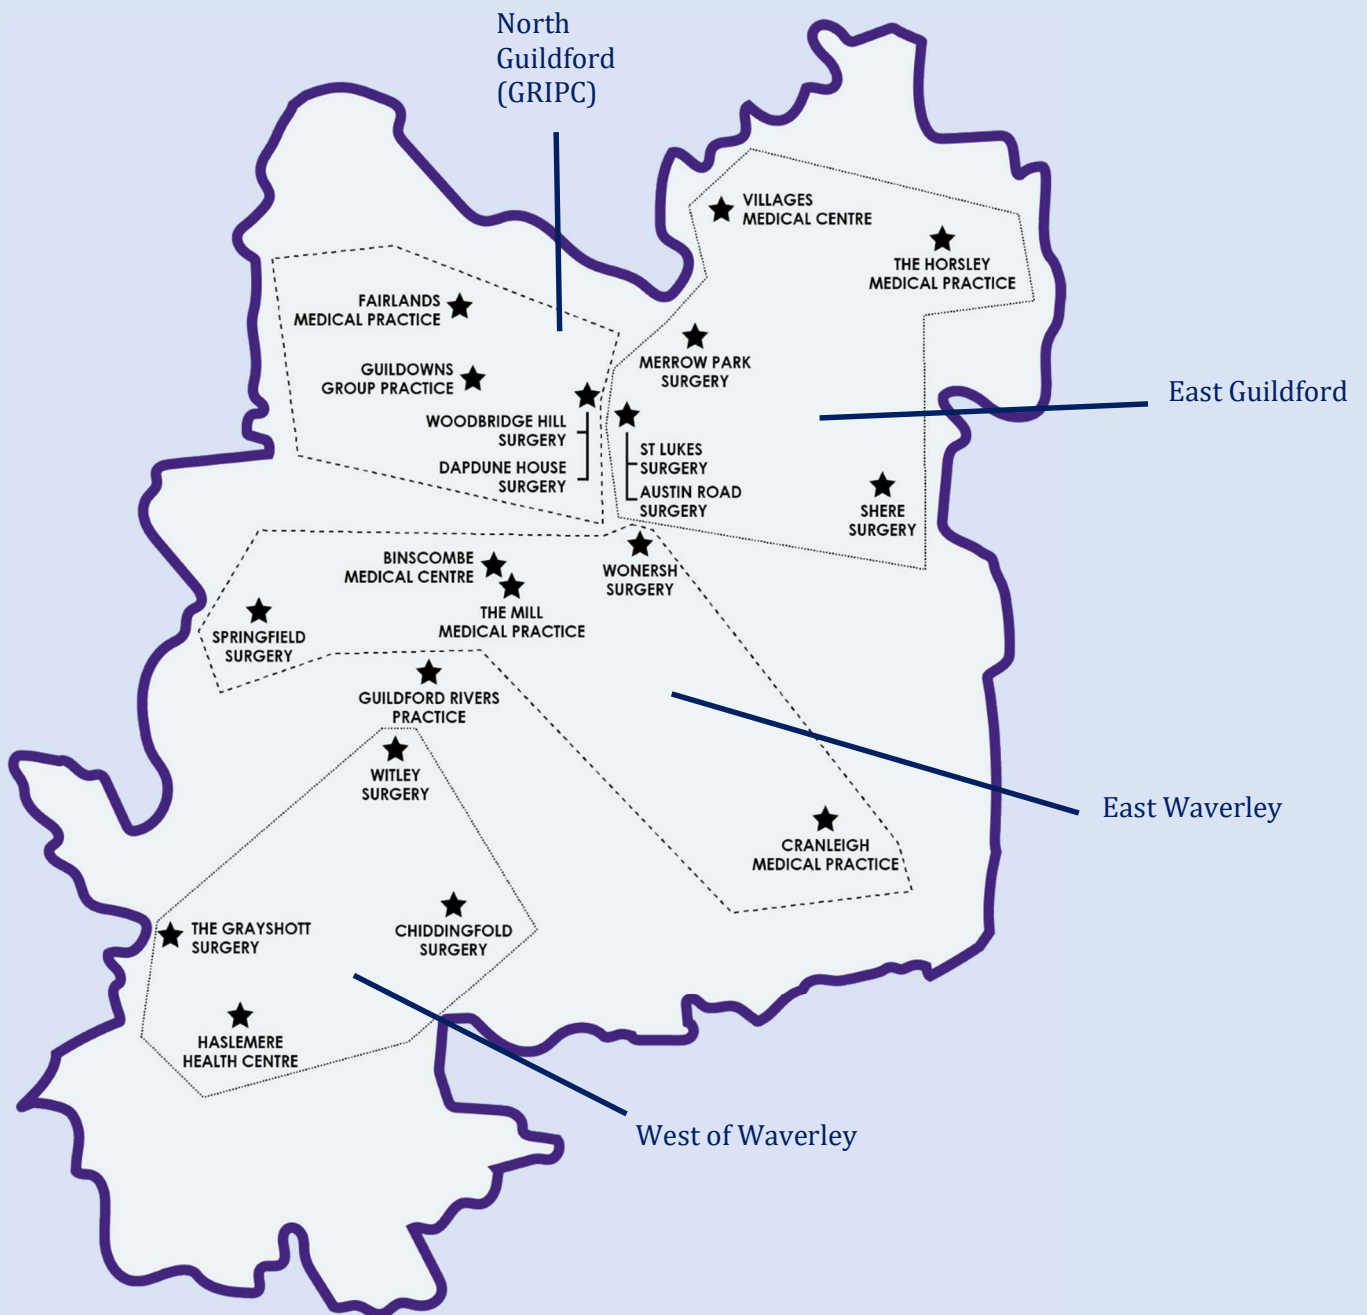 North
Guildford
(GRIPC)
VILLAGES
MEDICAL CENTRE
THE HORSLEY
MEDICAL PRACTICE
FAIRLANDS
MEDICAL PRACTICE
MERROW PARK
SURGERY
GUILDOWNS
GROUP PRACTICE
East Guildford
WOODBRIDGE HILL
SURGERY
DAPDUNE HOUSE
SURGERY
ST LUKES
SURGERY
AUSTIN ROAD
SURGERY
SHERE
SURGERY
BINSCOMBE
MEDICAL CENTRE
WONERSH
SURGERY
THE MILL
MEDICAL PRACTICE
SPRINGFIELD
SURGERY
GUILDFORD RIVERS
PRACTICE
WITLEY
SURGERY
East Waverley
CRANLEIGH
MEDICAL PRACTICE
THE GRAYSHOTT
SURGERY
CHIDDINGFOLD
SURGERY
HASLEMERE
HEALTH CENTRE
West of Waverley